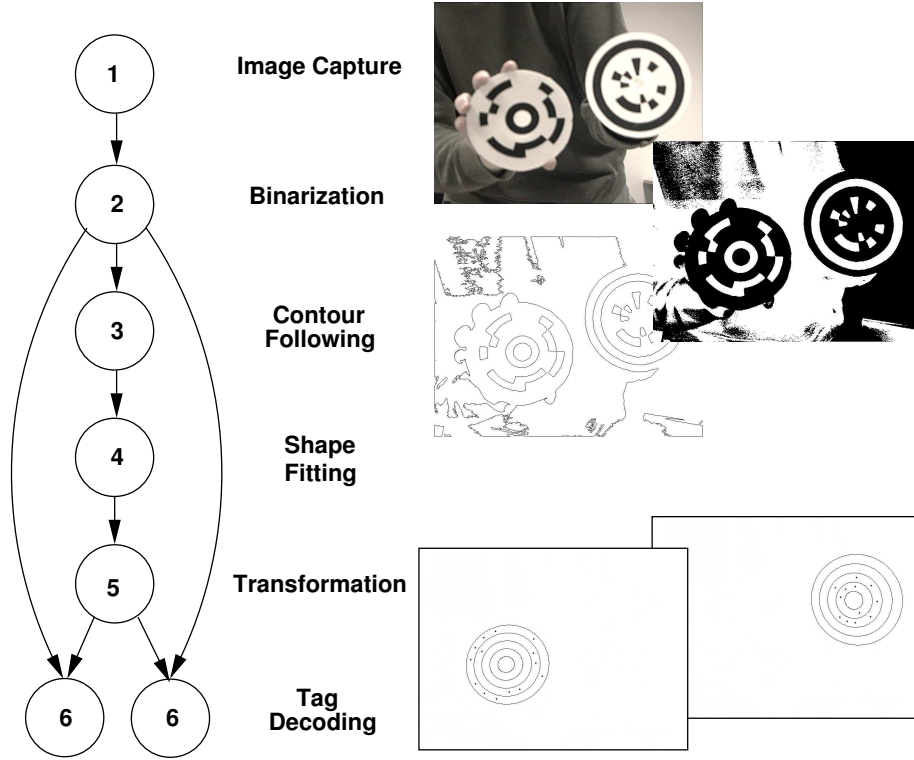 1
Image Capture
2
Binarization
3
Contour
Following
4
Shape
Fitting
5
Transformation
6
6
Tag
Decoding